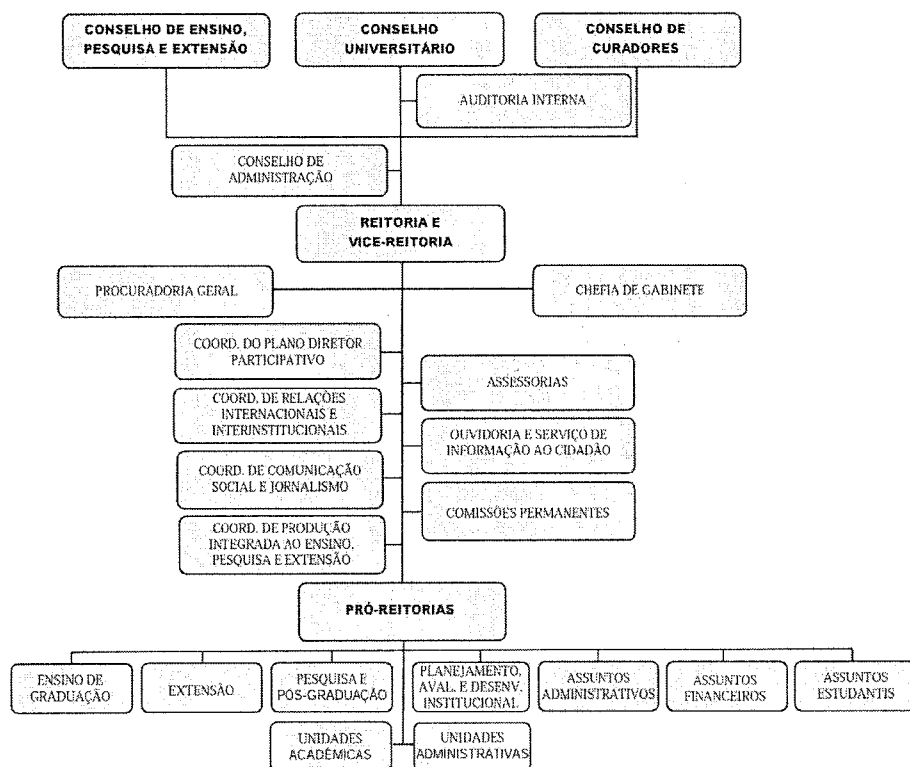 CONSELHO DE ENSINO,
PESQUISA E EXTENSÃO
CONSELHO
UNIVERSITÁRIO
CONSELHO DE
CURADORES
AUDITORIA INTERNA
CONSELHO DE
ADMINISTRAÇÃO
REITORIA E
VICE-REITORIA
PROCURADORIA GERAL
CHEFIA DE GABINETE
COORD. DO PLANO DIRETOR
PARTICIPATIVO
ASSESSORIAS
COORD. DE RELAÇÕES
INTERNACIONAIS E
INTERINSTITUCIONAIS
OUVIDORIA E SERVIÇO DE
INFORMAÇÃO AO CIDADÃO
COORD. DE COMUNICAÇÃO
SOCIAL E JORNALISMO
COMISSÕES PERMANENTES
COORD. DE PRODUÇÃO
INTEGRADA AO ENSINO,
PESQUISA E EXTENSÃO
PRÓ-REITORIAS
ENSINO DE
GRADUAÇÃO
EXTENSÃO
PESQUISA E
PÓS-GRADUAÇÃO
PLANEJAMENTO,
AVAL. E DESENV.
INSTITUCIONAL
ASSUNTOS
ADMINISTRATIVOS
ASSUNTOS
FINANCEIROS
ASSUNTOS
ESTUDANTIS
UNIDADES
ACADÊMICAS
UNIDADES
ADMINISTRATIVAS